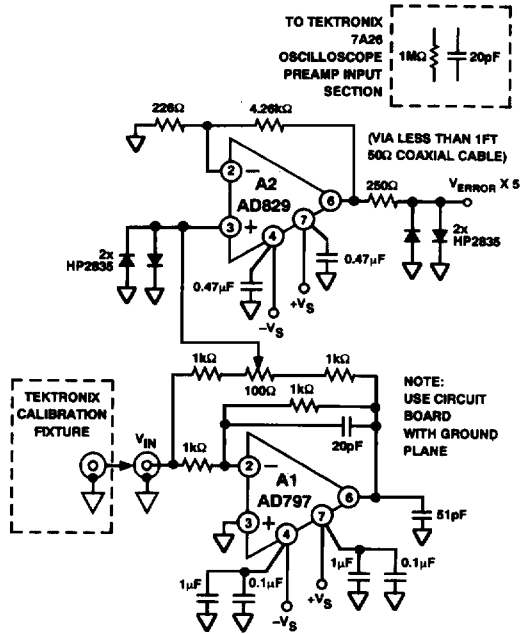 TO TEKTRONIX
7A26
OSCILLOSCOPE
PREAMP INPUT
SECTION
1MΩ
20pF
226Ω
4.26kΩ
(VIA LESS THAN 1FT
50Ω COAXIAL CABLE)
2
−
A2
AD829
6
250Ω
VERROR X 5
3
+
4
7
2x
HP2835
2x
HP2835
0.47μF
0.47μF
−VS
+VS
1kΩ
100Ω
1kΩ
1kΩ
20pF
NOTE:
USE CIRCUIT
BOARD
WITH GROUND
PLANE
TEKTRONIX
CALIBRATION
FIXTURE
VIN
1kΩ
2
−
A1
AD797
6
3
+
4
7
51pF
1μF
0.1μF
1μF
0.1μF
−VS
+VS